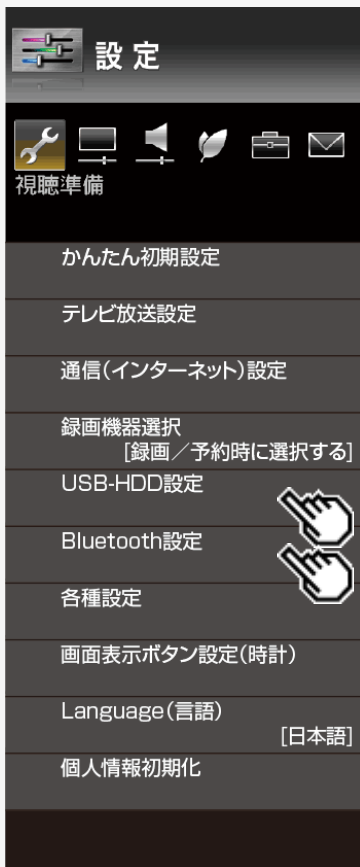 設定
視聴準備
かんたん初期設定
テレビ放送設定
通信(インターネット)設定
録画機器選択
[録画／予約時に選択する]
USB-HDD設定
Bluetooth設定
各種設定
画面表示ボタン設定(時計)
Language(言語)
[日本語]
個人情報初期化